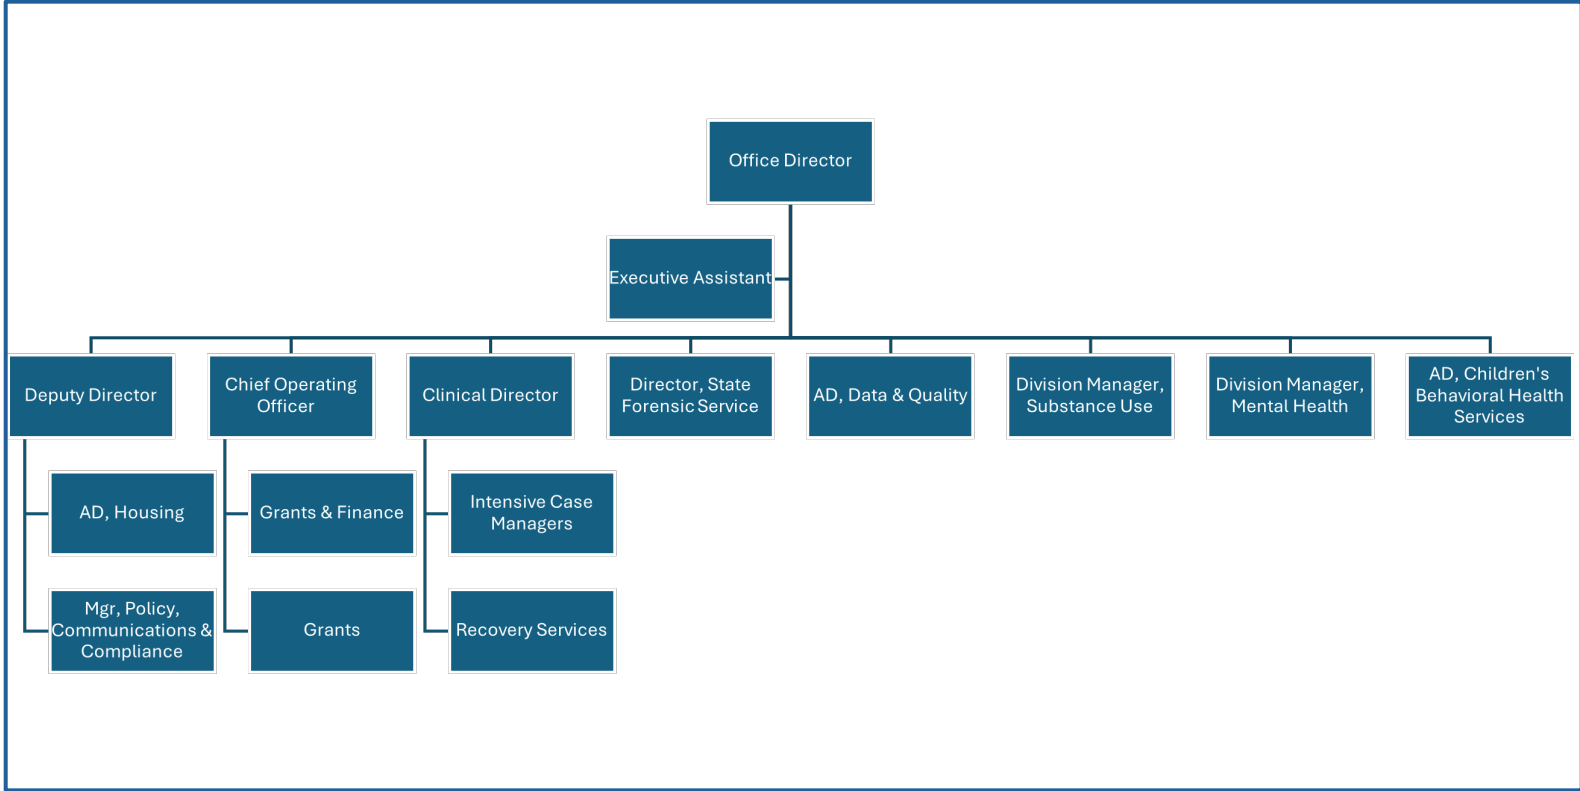 Office Director
Executive Assistant
Deputy Director
Chief Operating
Officer
Clinical Director
Director, State
Forensic Service
AD, Data & Quality
Division Manager,
Substance Use
Division Manager,
Mental Health
AD, Children's
Behavioral Health
Services
AD, Housing
Grants & Finance
Intensive Case
Managers
Mgr, Policy,
Communications &
Compliance
Grants
Recovery Services